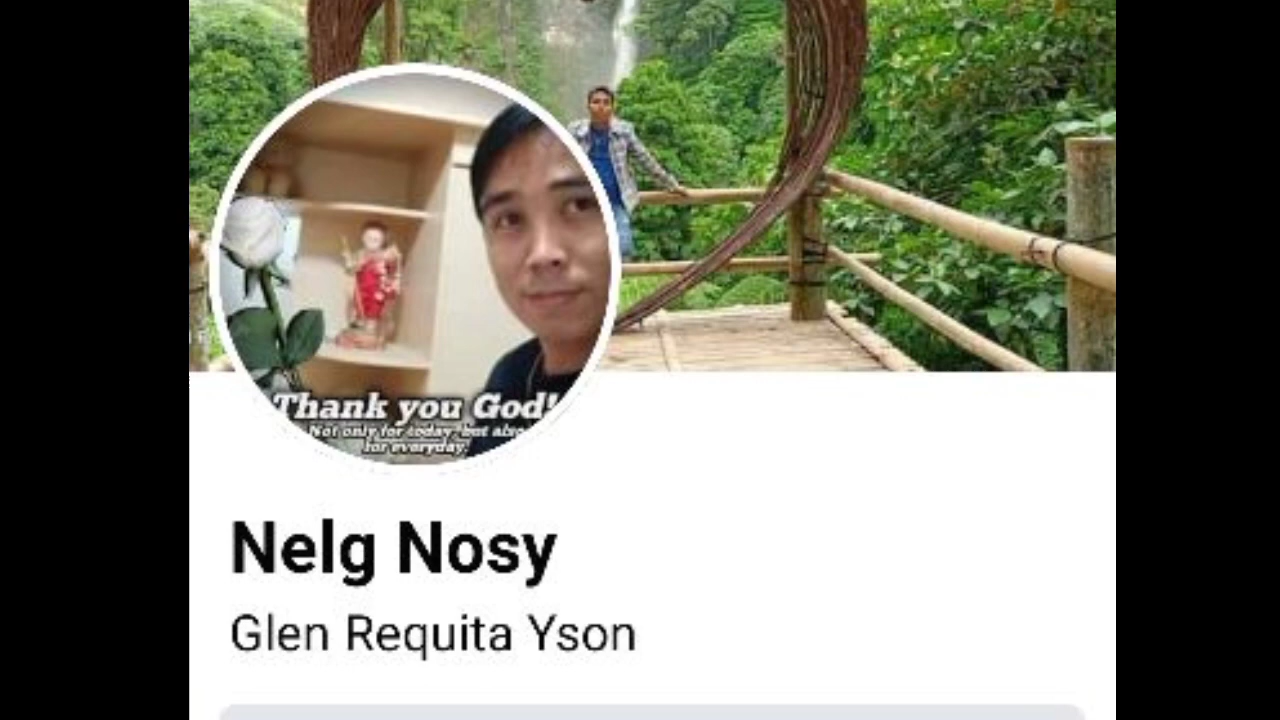 Thank you God!
Not only for today, but also
for everyday.
Nelg Nosy
Glen Requita Yson